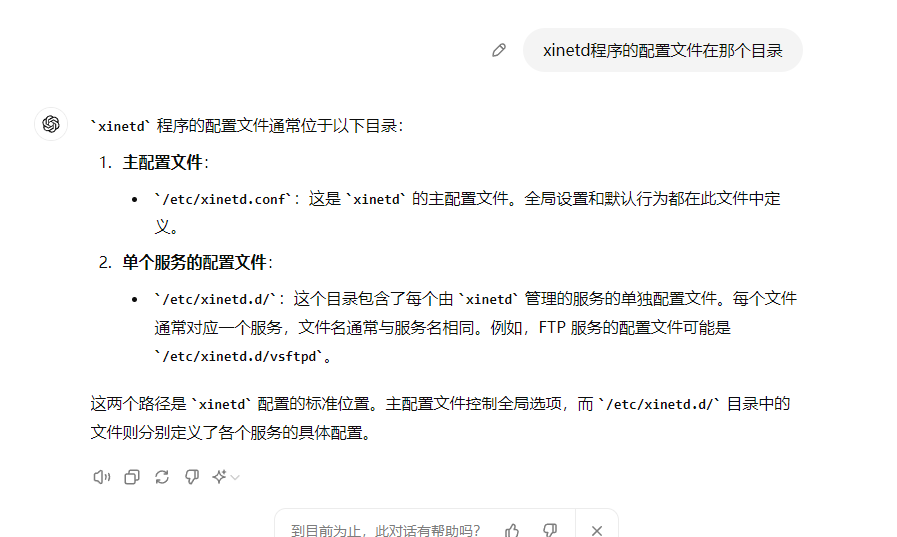 xinetd程序的配置文件在那个目录
`xinetd` 程序的配置文件通常位于以下目录：
1. 主配置文件：
• `/etc/xinetd.conf`：这是 `xinetd` 的主配置文件。全局设置和默认行为都在此文件中定
义。
2. 单个服务的配置文件：
• `/etc/xinetd.d/`：这个目录包含了每个由 `xinetd` 管理的服务的单独配置文件。每个文件
通常对应一个服务，文件名通常与服务名相同。例如，FTP 服务的配置文件可能是
`/etc/xinetd.d/vsftpd`。
这两个路径是 `xinetd` 配置的标准位置。主配置文件控制全局选项，而 `/etc/xinetd.d/` 目录中的
文件则分别定义了各个服务的具体配置。
到目前为止，此对话有帮助吗？